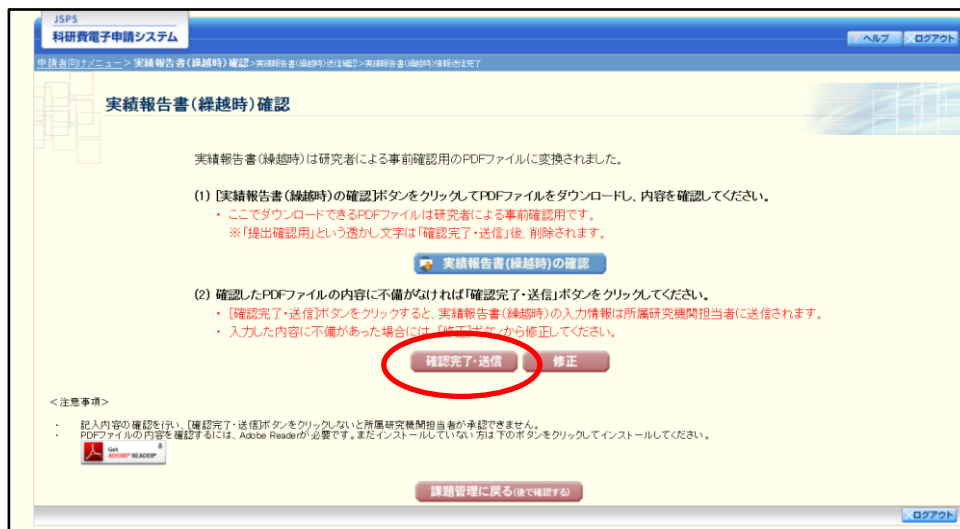 JSPS
科研費電子申請システム
ヘルプ ログアウト
申請者向けメニュー>実績報告書(繰越時)確認>実績報告書(繰越時)送信確認>実績報告書(繰越時)情報送信完了
実績報告書(繰越時)確認
実績報告書(繰越時)は研究者による事前確認用のPDFファイルに変換されました。
(1) [実績報告書(繰越時)の確認]ボタンをクリックしてPDFファイルをダウンロードし、内容を確認してください。
・ ここでダウンロードできるPDFファイルは研究者による事前確認用です。
※「提出確認用」という透かし文字は「確認完了・送信」後、削除されます。
実績報告書(繰越時)の確認
(2) 確認したPDFファイルの内容に不備がなければ「確認完了・送信」ボタンをクリックしてください。
・ [確認完了・送信]ボタンをクリックすると、実績報告書(繰越時)の入力情報は所属研究機関担当者に送信されます。
・ 入力した内容に不備があった場合には、[修正]ボタンから修正してください。
確認完了・送信 修正
<注意事項>
・ 記入内容の確認を行い、[確認完了・送信]ボタンをクリックしないと所属研究機関担当者が承認できません。
・ PDFファイルの内容を確認するには、Adobe Readerが必要です。まだインストールしていない方は下のボタンをクリックしてインストールしてください。
Get
ADOBE® READER®
課題管理に戻る(後で確認する)
ログアウト